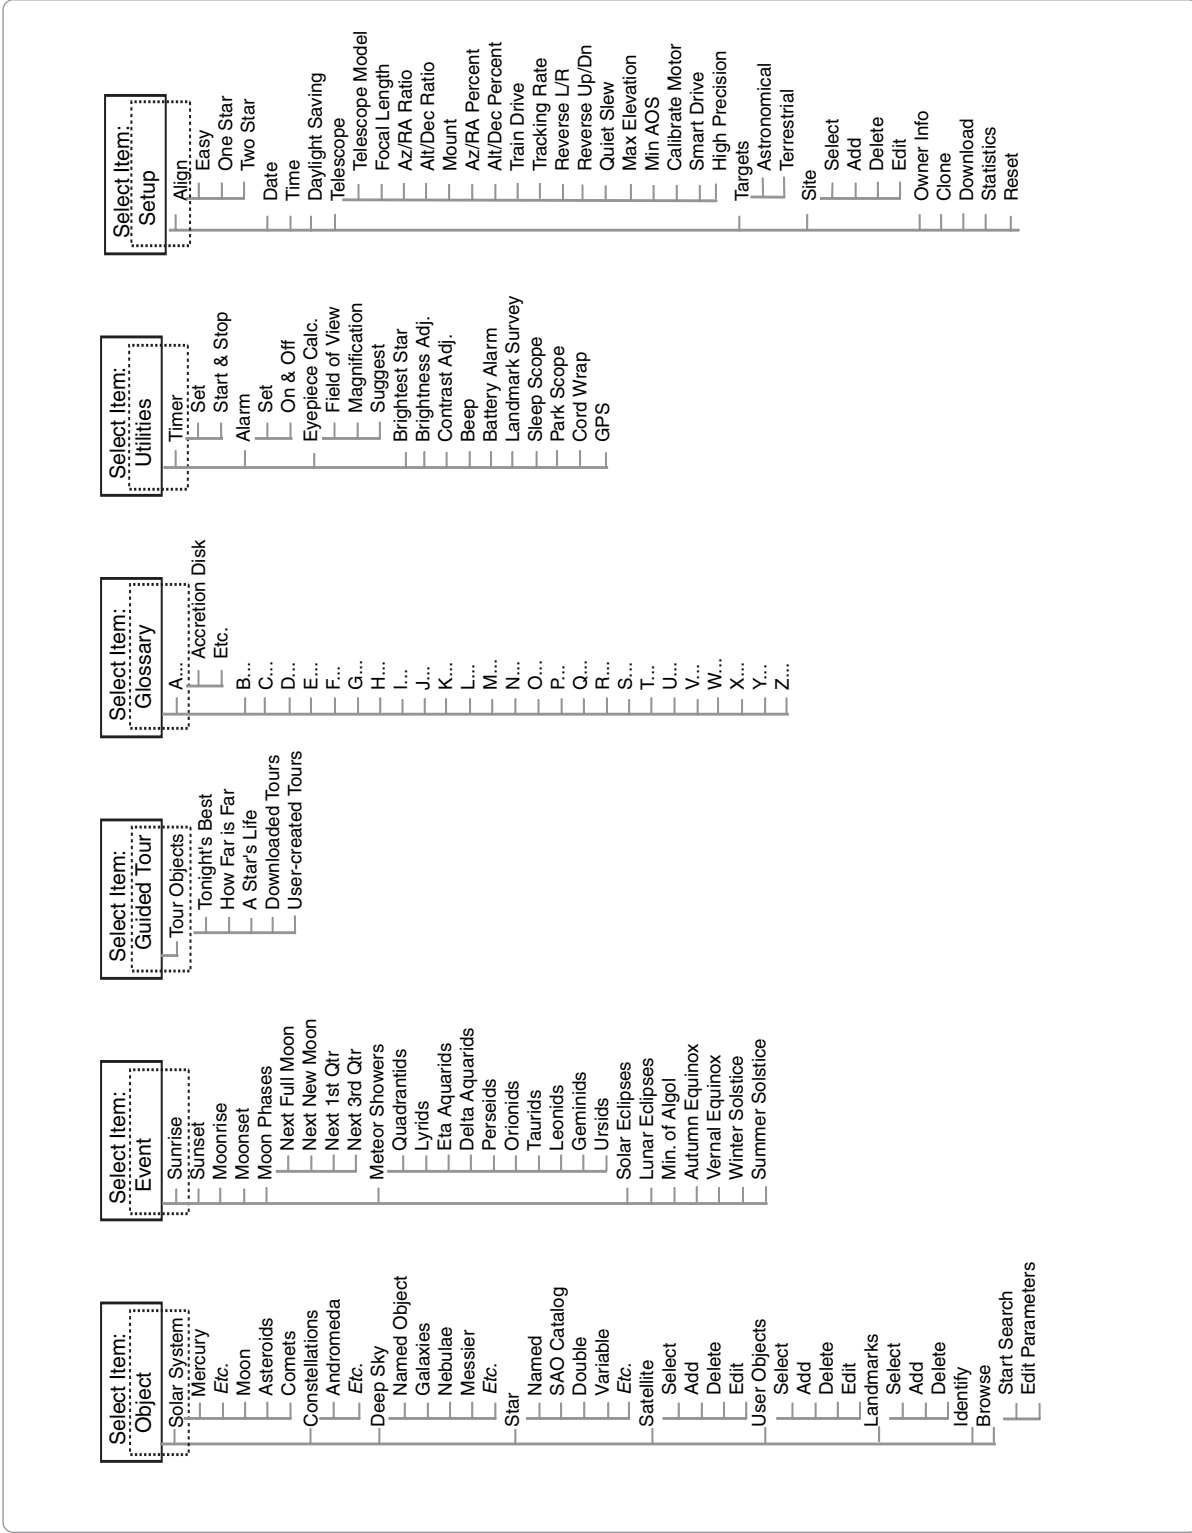 Select Item:
Object
Solar System
Mercury
Etc.
Moon
Asteroids
Comets
Constellations
Andromeda
Etc.
Deep Sky
Named Object
Galaxies
Nebulae
Messier
Etc.
Star
Named
SAO Catalog
Double
Variable
Etc.
Satellite
Select
Add
Delete
Edit
User Objects
Select
Add
Delete
Edit
Landmarks
Select
Add
Delete
Identify
Browse
Start Search
Edit Parameters
Select Item:
Event
Sunrise
Sunset
Moonrise
Moonset
Moon Phases
Next Full Moon
Next New Moon
Next 1st Qtr
Next 3rd Qtr
Meteor Showers
Quadrantids
Lyrids
Eta Aquarids
Delta Aquarids
Perseids
Orionids
Taurids
Leonids
Geminids
Ursids
Solar Eclipses
Lunar Eclipses
Min. of Algol
Autumn Equinox
Vernal Equinox
Winter Solstice
Summer Solstice
Select Item:
Guided Tour
Tour Objects
Tonight's Best
How Far is Far
A Star's Life
Downloaded Tours
User-created Tours
Select Item:
Glossary
A...
Accretion Disk
Etc.
B...
C...
D...
E...
F...
G...
H...
I...
J...
K...
L...
M...
N...
O...
P...
Q...
R...
S...
T...
U...
V...
W...
X...
Y...
Z...
Select Item:
Utilities
Timer
Set
Start & Stop
Alarm
Set
On & Off
Eyepiece Calc.
Field of View
Magnification
Suggest
Brightest Star
Brightness Adj.
Contrast Adj.
Beep
Battery Alarm
Landmark Survey
Sleep Scope
Park Scope
Cord Wrap
GPS
Select Item:
Setup
Align
Easy
One Star
Two Star
Date
Time
Daylight Saving
Telescope
Telescope Model
Focal Length
Az/RA Ratio
Alt/Dec Ratio
Mount
Az/RA Percent
Alt/Dec Percent
Train Drive
Tracking Rate
Reverse L/R
Reverse Up/Dn
Quiet Slew
Max Elevation
Min AOS
Calibrate Motor
Smart Drive
High Precision
Targets
Astronomical
Terrestrial
Site
Select
Add
Delete
Edit
Owner Info
Clone
Download
Statistics
Reset